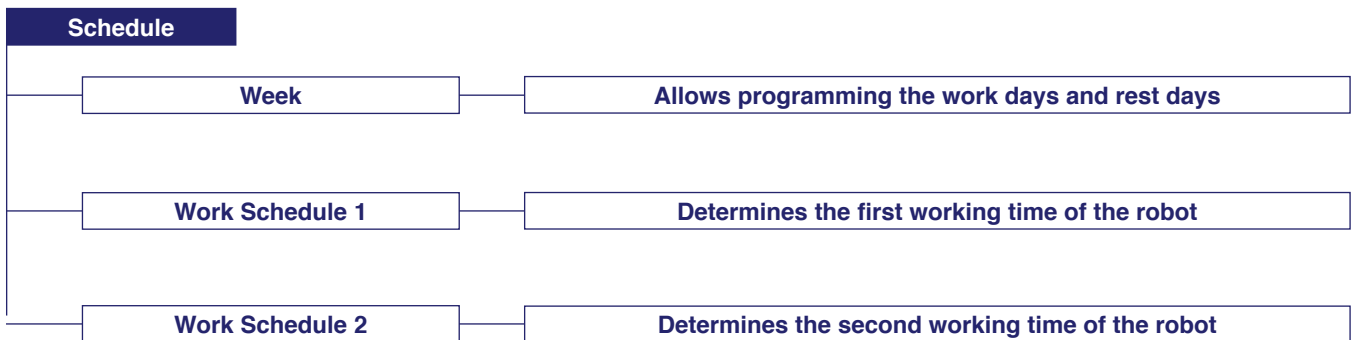 Schedule
Week
Allows programming the work days and rest days
Work Schedule 1
Determines the first working time of the robot
Work Schedule 2
Determines the second working time of the robot